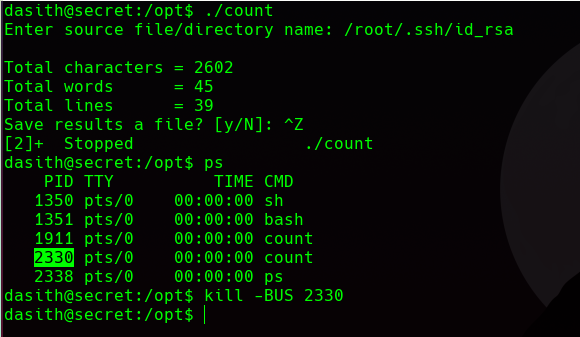 dasith@secret:/opt$ ./count
Enter source file/directory name: /root/.ssh/id_rsa
Total characters = 2602
Total words      = 45
Total lines      = 39
Save results a file? [y/N]: ^Z
[2]+  Stopped                 ./count
dasith@secret:/opt$ ps
    PID TTY          TIME CMD
   1350 pts/0    00:00:00 sh
   1351 pts/0    00:00:00 bash
   1911 pts/0    00:00:00 count
   2330 pts/0    00:00:00 count
   2338 pts/0    00:00:00 ps
dasith@secret:/opt$ kill -BUS 2330
dasith@secret:/opt$